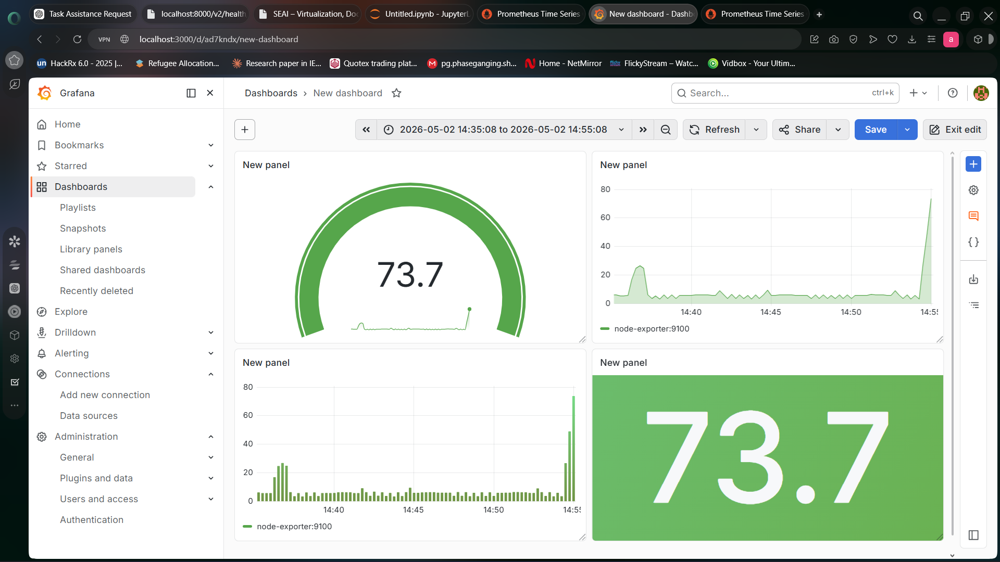 Task Assistance Request
localhost:8000/v2/health
SEAI – Virtualization, Doc
Untitled.ipynb - JupyterL
Prometheus Time Series
New dashboard - Dashb
Prometheus Time Series
VPN
localhost:3000/d/ad7kndx/new-dashboard
a
un HackRx 6.0 - 2025 |...
Refugee Allocation...
Research paper in IE...
Quotex trading plat...
M pg.phaseganging.sh...
Home - NetMirror
FlickyStream – Watc...
Vidbox - Your Ultim...
Grafana
Dashboards › New dashboard
Search... ctrl+k
Home
Bookmarks
Starred
Dashboards
Playlists
Snapshots
Library panels
Shared dashboards
Recently deleted
Explore
Drilldown
Alerting
Connections
Add new connection
Data sources
Administration
General
Plugins and data
Users and access
Authentication
2026-05-02 14:35:08 to 2026-05-02 14:55:08
Refresh
Share
Save
Exit edit
New panel
73.7
New panel
80
60
40
20
0
14:40 14:45 14:50 14:55
node-exporter:9100
New panel
80
60
40
20
0
14:40 14:45 14:50 14:55
node-exporter:9100
New panel
73.7